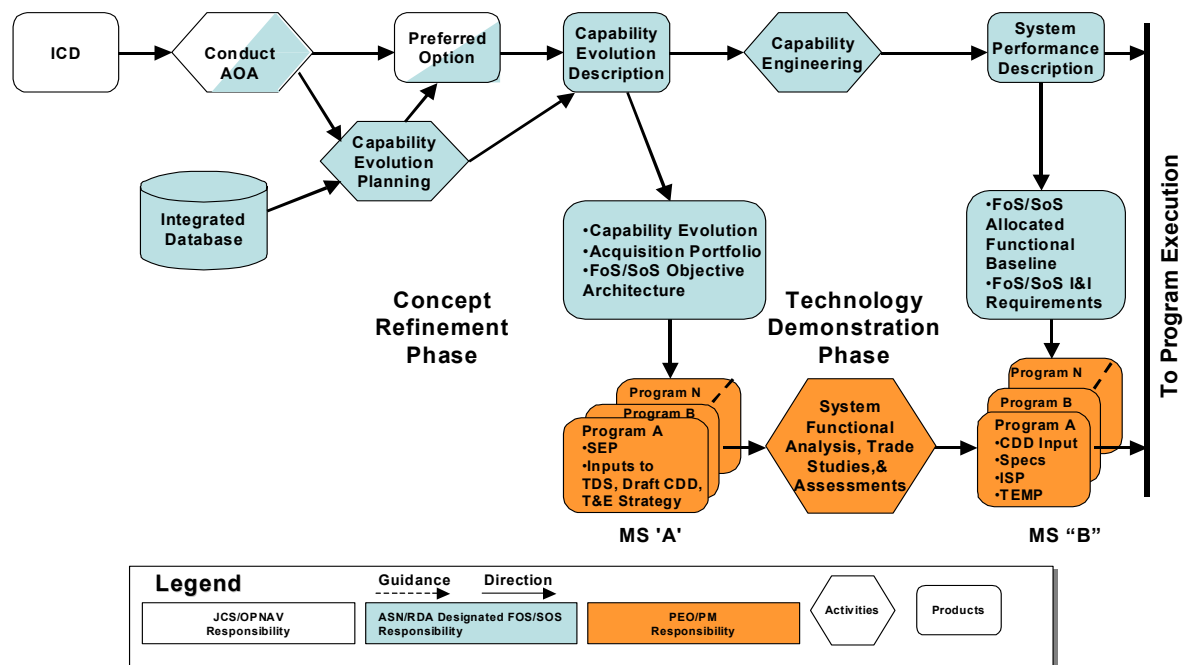 ICD
Conduct
AOA
Preferred
Option
Capability
Evolution
Description
Capability
Engineering
System
Performance
Description
Capability
Evolution
Planning
Integrated
Database
•Capability Evolution
•Acquisition Portfolio
•FoS/SoS Objective
Architecture
•FoS/SoS
Allocated
Functional
Baseline
•FoS/SoS I&I
Requirements
To Program Execution
Concept
Refinement
Phase
Technology
Demonstration
Phase
Program N
Program B
Program A
•SEP
•Inputs to
TDS, Draft CDD,
T&E Strategy
System
Functional
Analysis, Trade
Studies,&
Assessments
Program N
Program B
Program A
•CDD Input
•Specs
•ISP
•TEMP
MS 'A'
MS “B”
Legend
Guidance
Direction
JCS/OPNAV
Responsibility
ASN/RDA Designated FOS/SOS
Responsibility
PEO/PM
Responsibility
Activities
Products